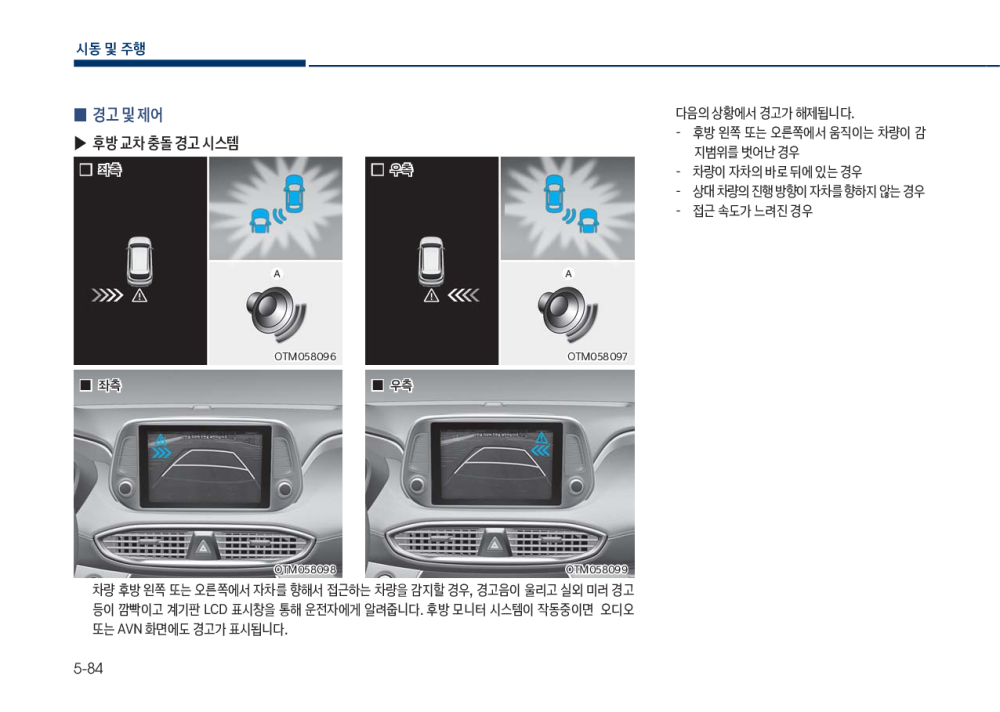 시동 및 주행
■ 경고 및 제어
▶ 후방 교차 충돌 경고 시스템
□ 좌측
A
OTM058096
□ 우측
A
OTM058097
■ 좌측
OTM058098
■ 우측
OTM058099
차량 후방 왼쪽 또는 오른쪽에서 자차를 향해서 접근하는 차량을 감지할 경우, 경고음이 울리고 실외 미러 경고
등이 깜빡이고 계기판 LCD 표시창을 통해 운전자에게 알려줍니다. 후방 모니터 시스템이 작동중이면 오디오
또는 AVN 화면에도 경고가 표시됩니다.
다음의 상황에서 경고가 해제됩니다.
- 후방 왼쪽 또는 오른쪽에서 움직이는 차량이 감
지범위를 벗어난 경우
- 차량이 자차의 바로 뒤에 있는 경우
- 상대 차량의 진행 방향이 자차를 향하지 않는 경우
- 접근 속도가 느려진 경우
5-84